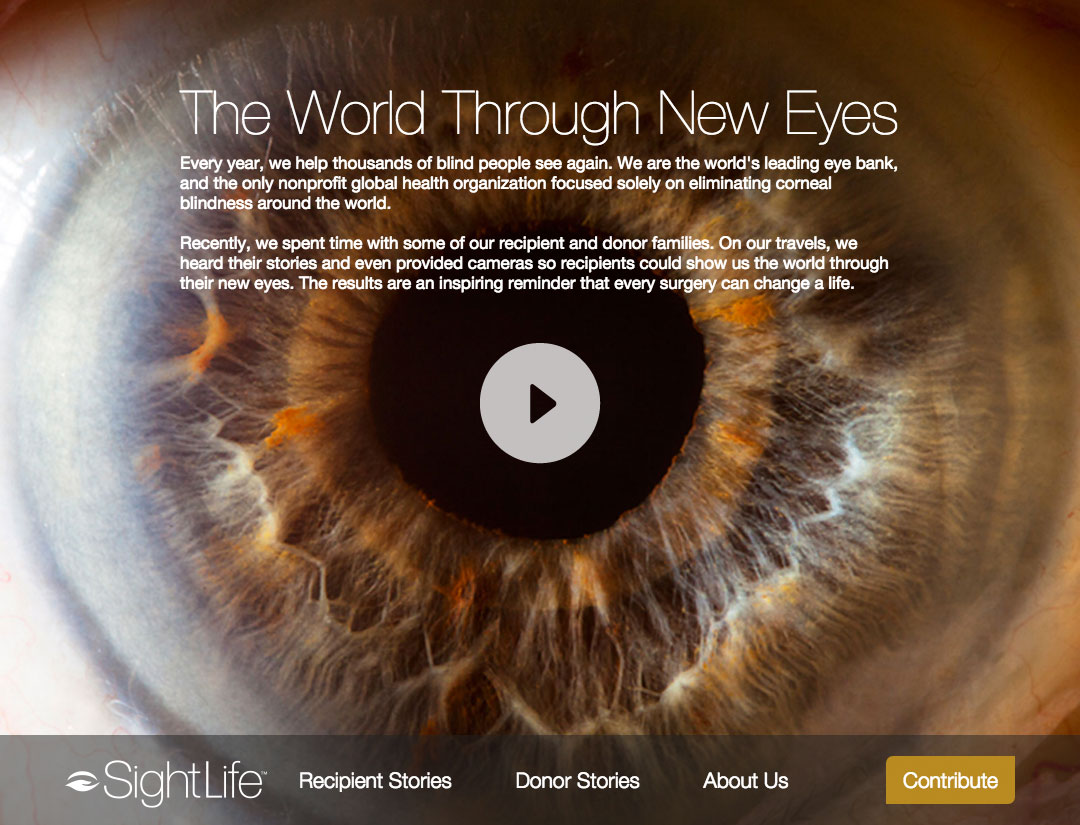 The World Through New Eyes
Every year, we help thousands of blind people see again. We are the world's leading eye bank,
and the only nonprofit global health organization focused solely on eliminating corneal
blindness around the world.
Recently, we spent time with some of our recipient and donor families. On our travels, we
heard their stories and even provided cameras so recipients could show us the world through
their new eyes. The results are an inspiring reminder that every surgery can change a life.
SightLife™ Recipient Stories Donor Stories About Us Contribute